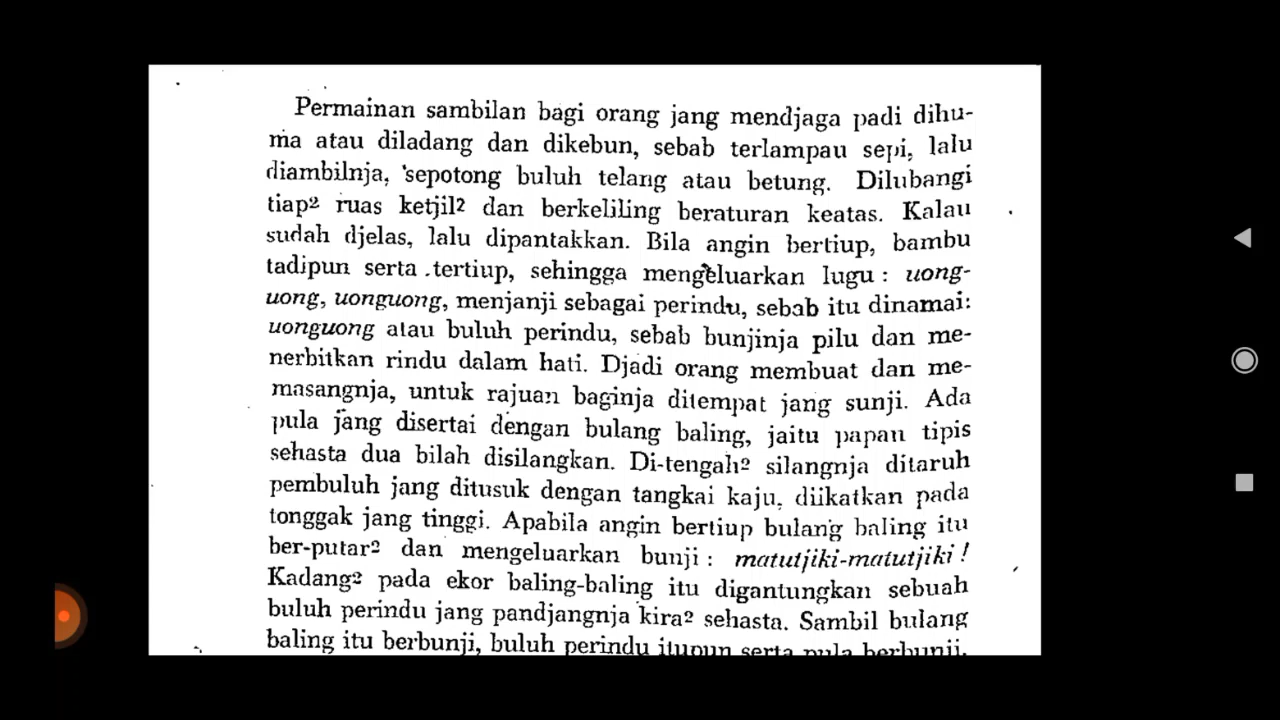 Permainan sambilan bagi orang jang mendjaga padi dihu-
ma atau diladang dan dikebun, sebab terlampau sepi, lalu
diambilnja, sepotong buluh telang atau betung. Dilubangi
tiap² ruas ketjil² dan berkeliling beraturan keatas. Kalau
sudah djelas, lalu dipantakkan. Bila angin bertiup, bambu
tadipun serta tertiup, sehingga mengeluarkan lugu : uong-
uong, uonguong, menjanji sebagai perindu, sebab itu dinamai:
uonguong atau buluh perindu, sebab bunjinja pilu dan me-
nerbitkan rindu dalam hati. Djadi orang membuat dan me-
masangnja, untuk rajuan baginja ditempat jang sunji. Ada
pula jang disertai dengan bulang baling, jaitu papan tipis
sehasta dua bilah disilangkan. Di-tengah² silangnja ditaruh
pembuluh jang ditusuk dengan tangkai kaju, diikatkan pada
tonggak jang tinggi. Apabila angin bertiup bulang baling itu
ber-putar² dan mengeluarkan bunji : matutjiki-matutjiki !
Kadang² pada ekor baling-baling itu digantungkan sebuah
buluh perindu jang pandjangnja kira² sehasta. Sambil bulang
baling itu berbunji, buluh perindu itupun serta pula berbunji.